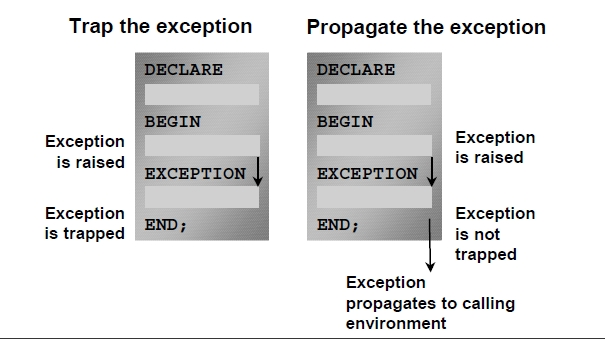 Trap the exception
DECLARE
BEGIN
Exception
is raised
EXCEPTION
Exception
is trapped
END;
Propagate the exception
DECLARE
BEGIN
Exception
is raised
EXCEPTION
Exception
is not
trapped
END;
Exception
propagates to calling
environment